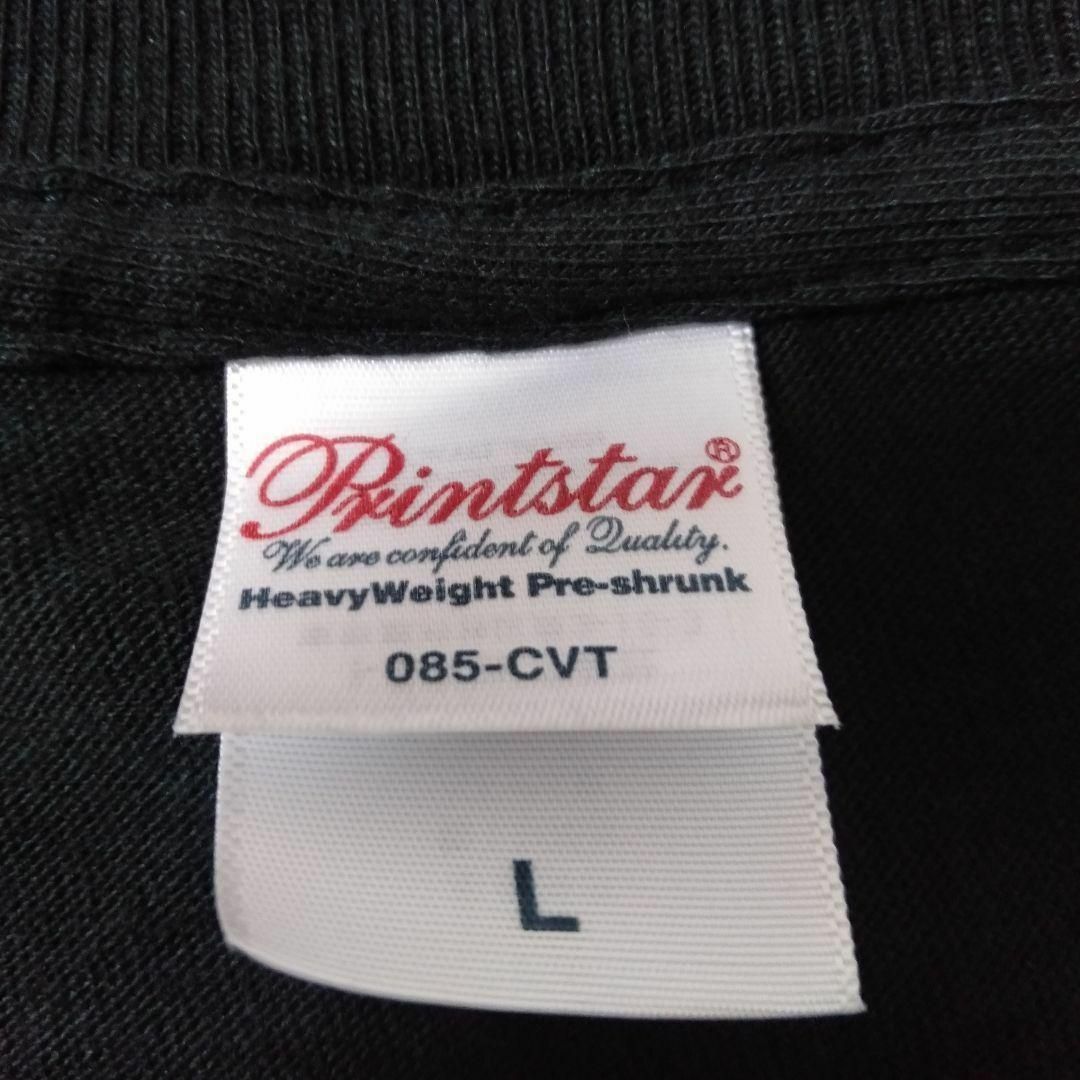 Printstar®
We are confident of Quality.
HeavyWeight Pre-shrunk
085-CVT
L